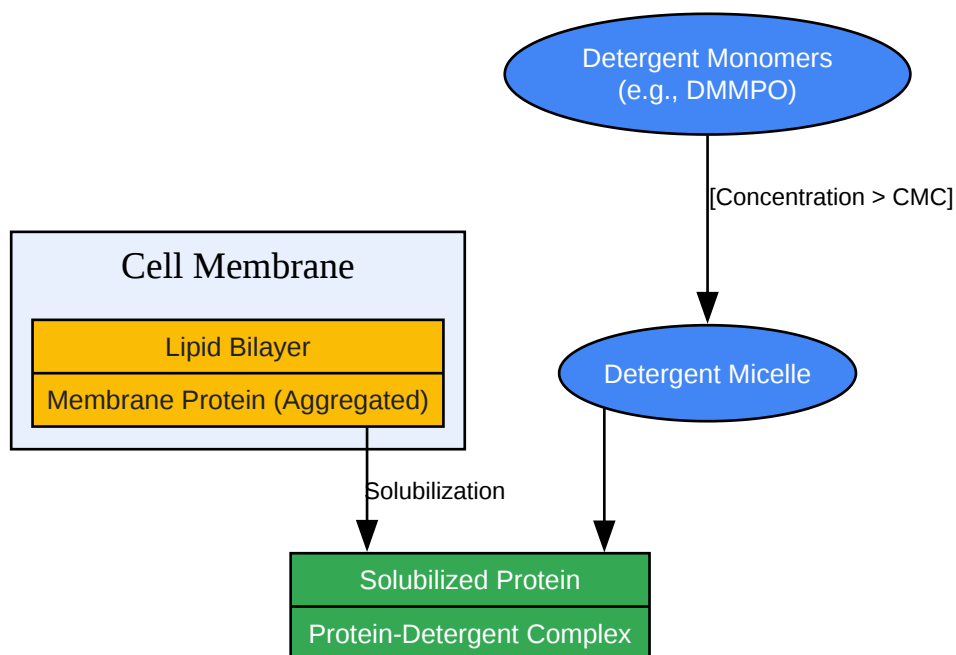 Detergent Monomers
(e.g., DMMPO)
[Concentration > CMC]
Cell Membrane
Lipid Bilayer
Membrane Protein (Aggregated)
Detergent Micelle
Solubilization
Solubilized Protein
Protein-Detergent Complex